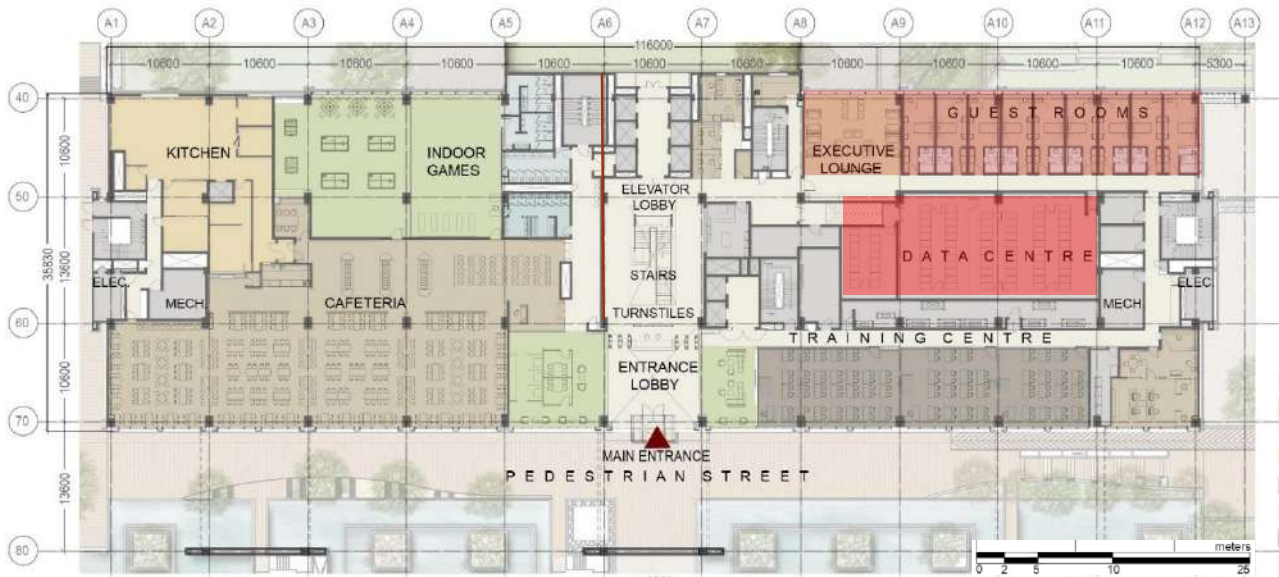 A1 A2 A3 A4 A5 A6 A7 A8 A9 A10 A11 A12 A13
116000
10600 10600 10600 10600 10600 10600 10600 10600 10600 10600 5300
40
GUEST ROOMS
10600
KITCHEN
INDOOR
GAMES
EXECUTIVE
LOUNGE
50
ELEVATOR
LOBBY
35830
13600
DATA CENTRE
STAIRS
ELEC.
MECH.
CAFETERIA
MECH.
ELEC.
TURNSTILES
60
TRAINING CENTRE
10600
ENTRANCE
LOBBY
70
MAIN ENTRANCE
PEDESTRIAN STREET
13600
80
meters
0 2 5 10 25